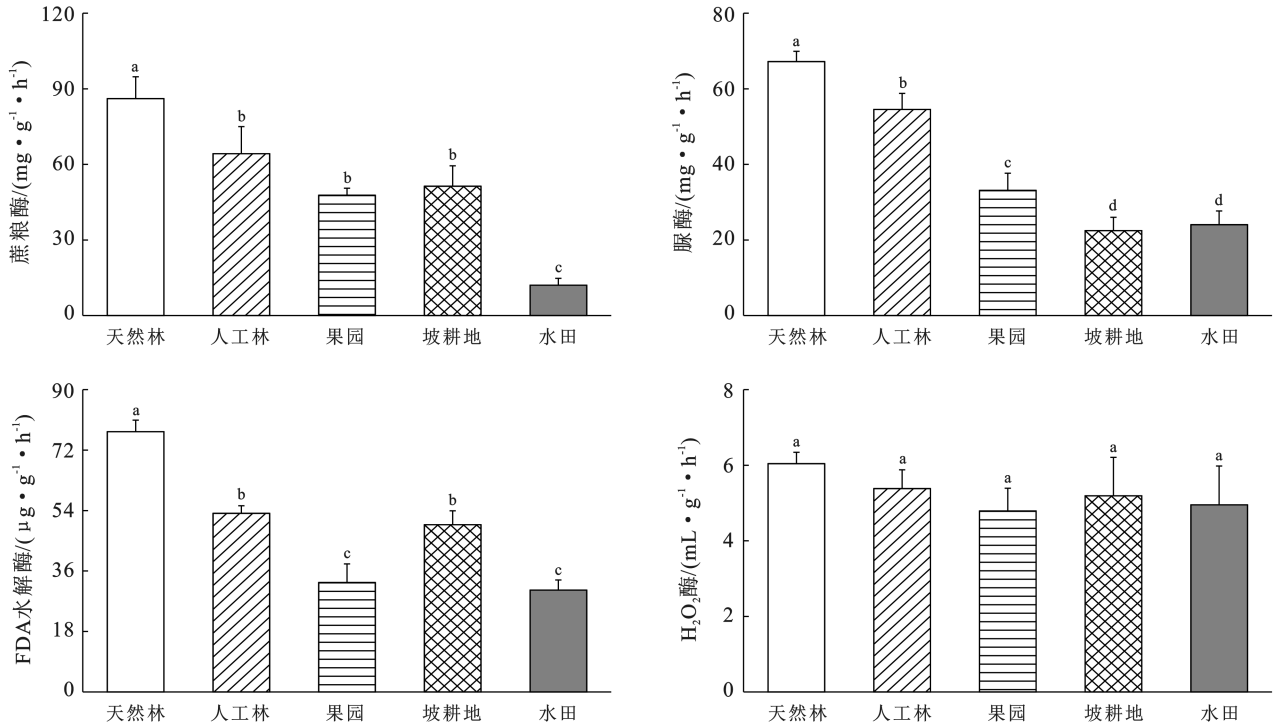 120
90
60
30
0
蔗粮酶/(mg•g⁻¹•h⁻¹)
a
b
b
b
c
天然林 人工林 果园 坡耕地 水田
80
60
40
20
0
脲酶/(mg•g⁻¹•h⁻¹)
a
b
c
d
d
天然林 人工林 果园 坡耕地 水田
90
72
54
36
18
0
FDA水解酶/(μg•g⁻¹•h⁻¹)
a
b
c
b
c
天然林 人工林 果园 坡耕地 水田
8
6
4
2
0
H₂O₂酶/(mL•g⁻¹•h⁻¹)
a
a
a
a
a
天然林 人工林 果园 坡耕地 水田